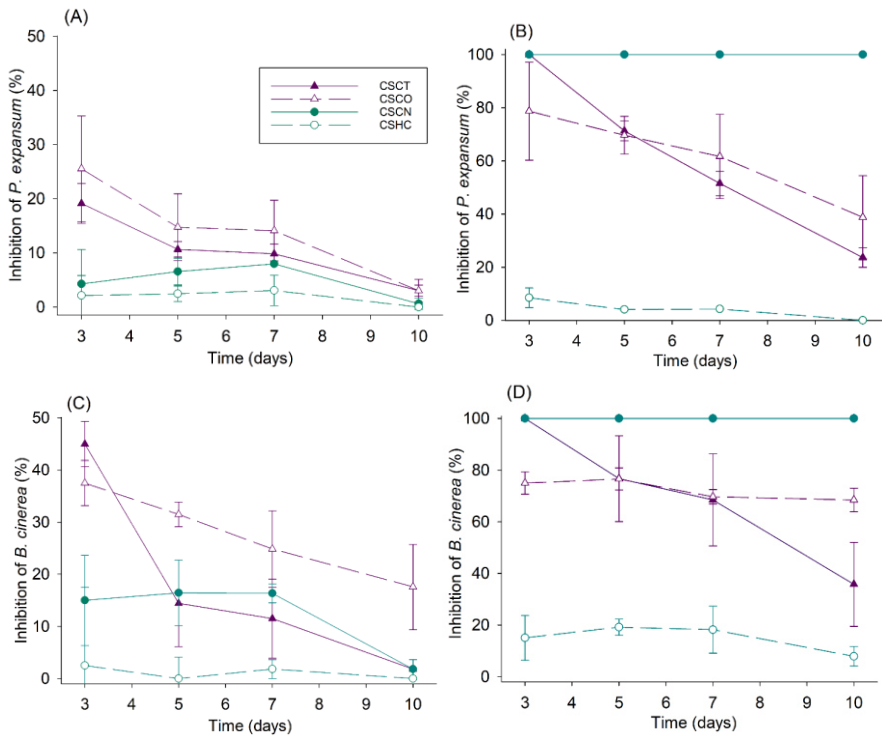 (A)
50
40
30
20
10
0
Inhibition of P. expansum (%)
CSCT
CSCO
CSCN
CSHC
3 4 5 6 7 8 9 10
Time (days)
(B)
100
80
60
40
20
0
Inhibition of P. expansum (%)
3 4 5 6 7 8 9 10
Time (days)
(C)
50
40
30
20
10
0
Inhibition of B. cinerea (%)
3 4 5 6 7 8 9 10
Time (days)
(D)
100
80
60
40
20
0
Inhibition of B. cinerea (%)
3 4 5 6 7 8 9 10
Time (days)